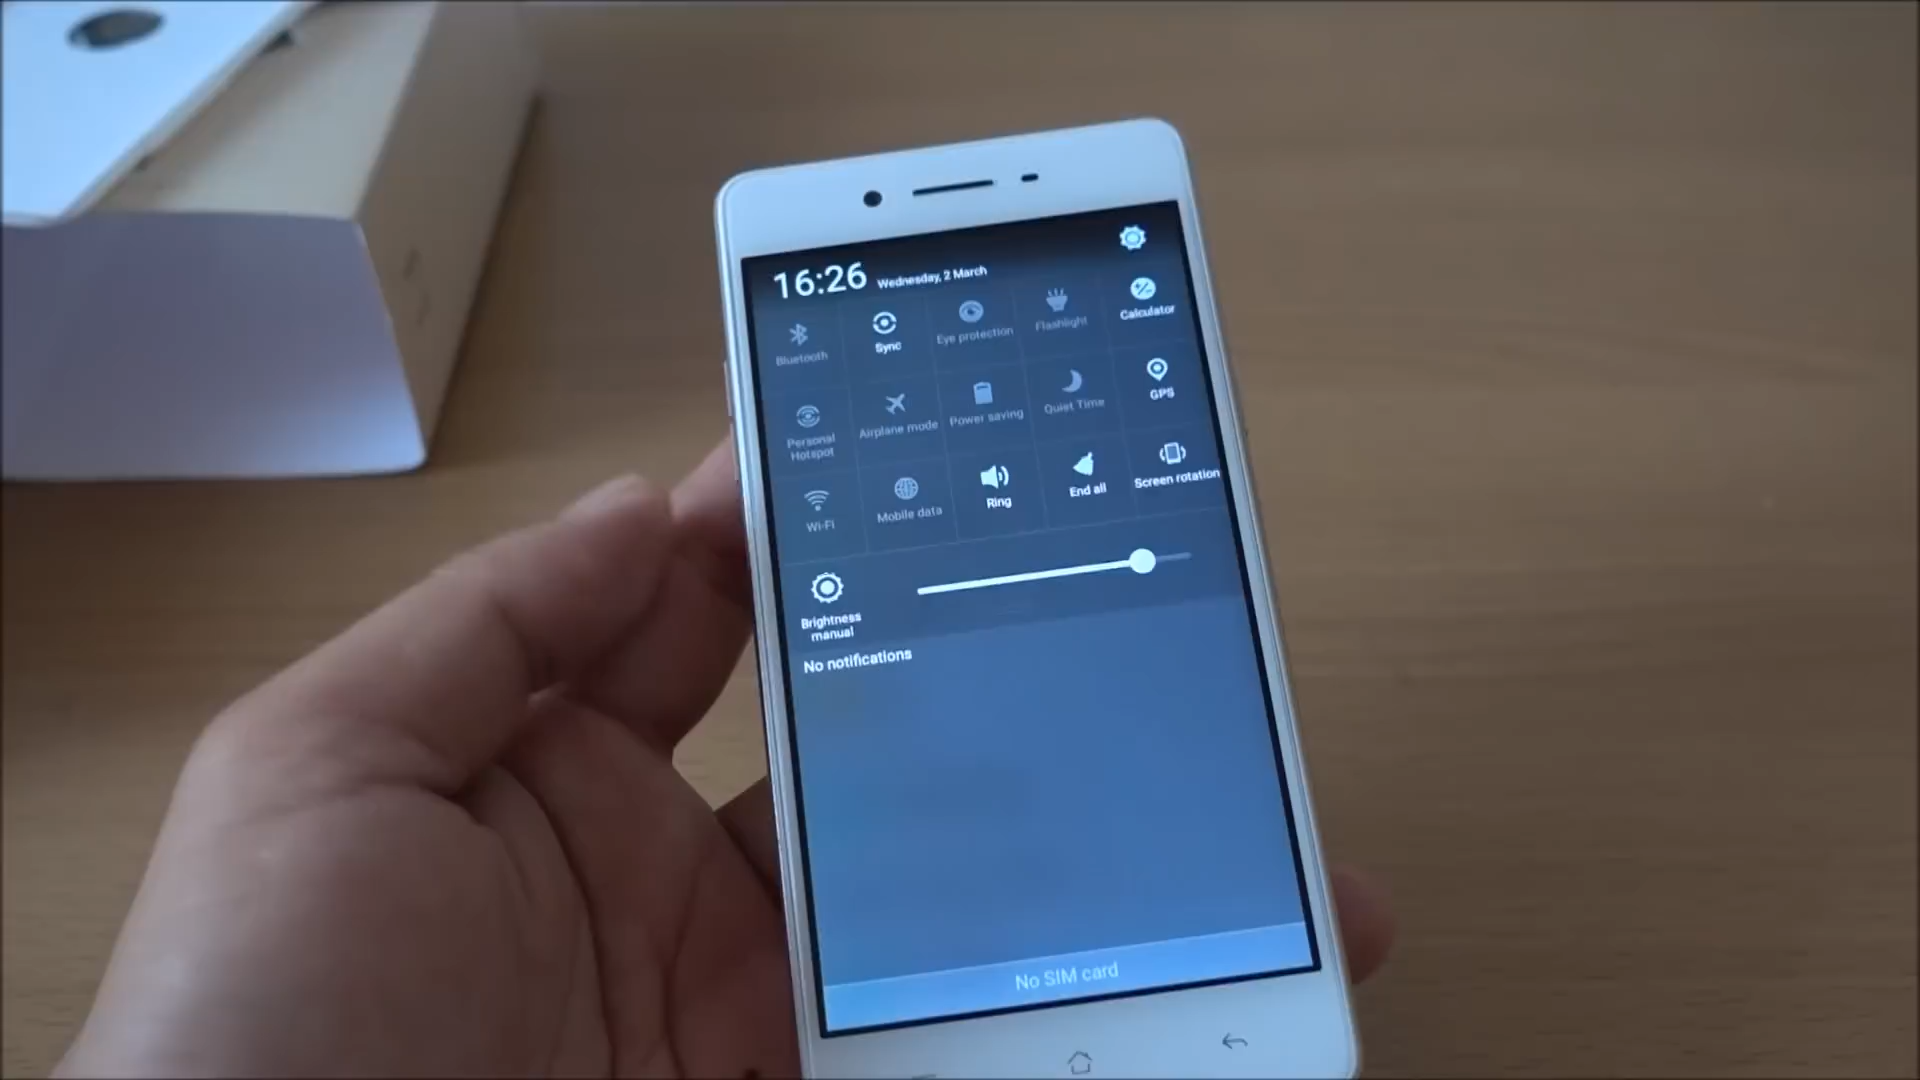 16:26 Wednesday, 2 March
Bluetooth
Sync
Eye protection
Flashlight
Calculator
Personal
Hotspot
Airplane mode
Power saving
Quiet Time
GPS
Wi-Fi
Mobile data
Ring
End all
Screen rotation
Brightness
manual
No notifications
No SIM card